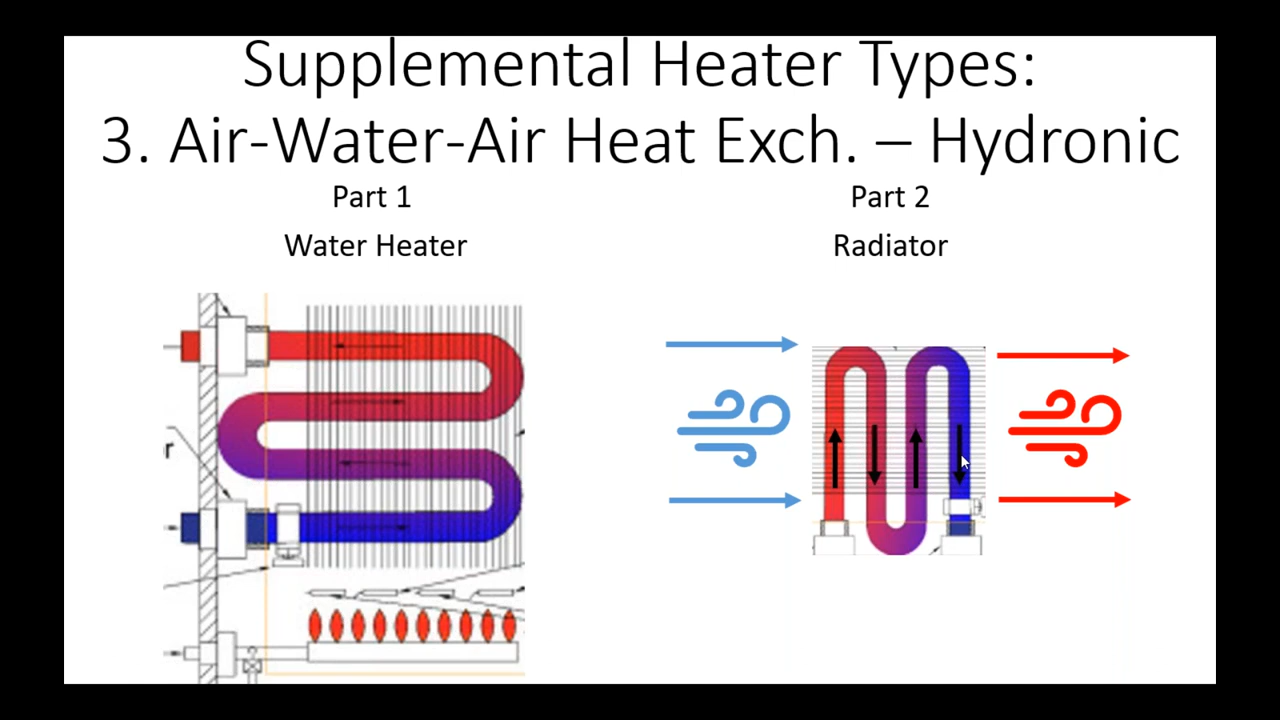 Supplemental Heater Types:
3. Air-Water-Air Heat Exch. – Hydronic
Part 1
Water Heater
Part 2
Radiator
r